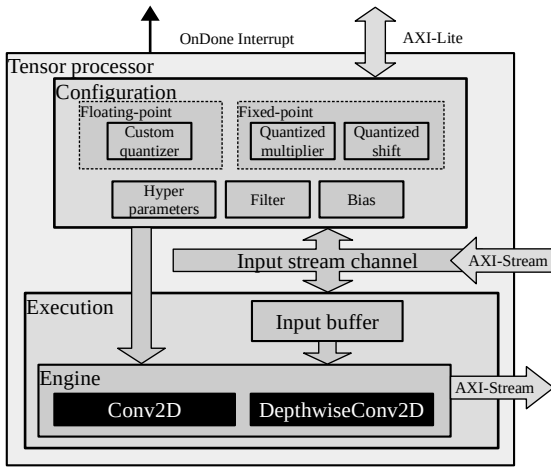 OnDone Interrupt
AXI-Lite
Tensor processor
Configuration
Floating-point
Fixed-point
Custom
quantizer
Quantized
multiplier
Quantized
shift
Hyper
parameters
Filter
Bias
Input stream channel
AXI-Stream
Execution
Input buffer
Engine
AXI-Stream
Conv2D
DepthwiseConv2D